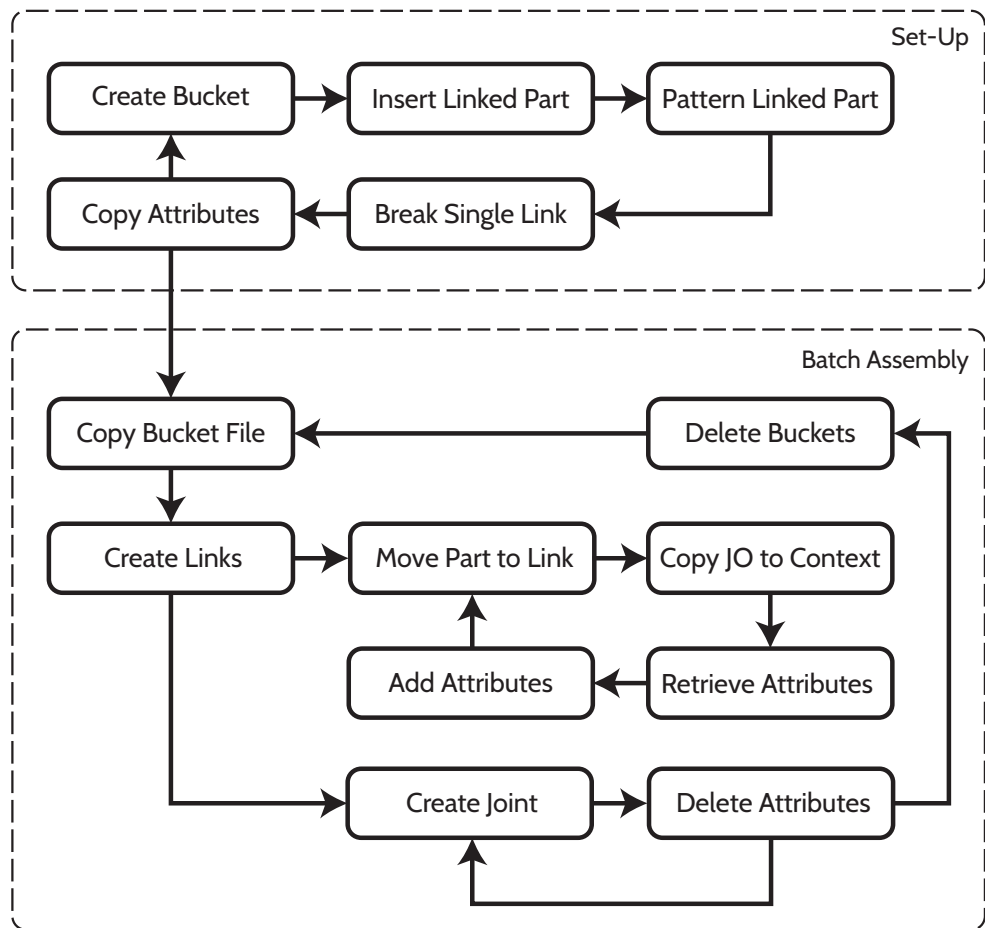 Set-Up
Create Bucket
Insert Linked Part
Pattern Linked Part
Copy Attributes
Break Single Link
Batch Assembly
Copy Bucket File
Delete Buckets
Create Links
Move Part to Link
Copy JO to Context
Add Attributes
Retrieve Attributes
Create Joint
Delete Attributes